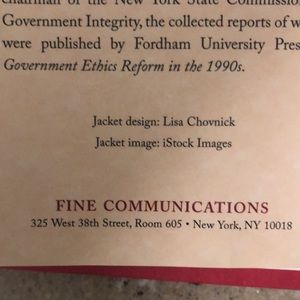 chairman of the New York State Commission
Government Integrity, the collected reports of w
were published by Fordham University Pres
Government Ethics Reform in the 1990s.
Jacket design: Lisa Chovnick
Jacket image: iStock Images
FINE COMMUNICATIONS
325 West 38th Street, Room 605 • New York, NY 10018